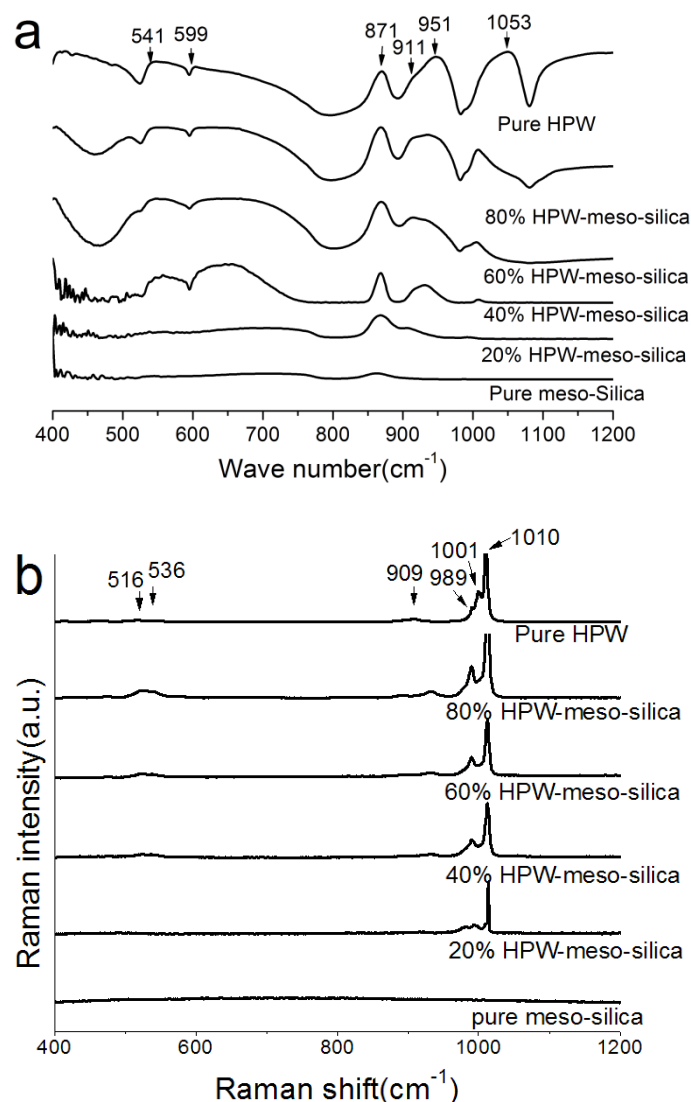 a
541 599 871 911 951 1053
Pure HPW
80% HPW-meso-silica
60% HPW-meso-silica
40% HPW-meso-silica
20% HPW-meso-silica
Pure meso-Silica
400 500 600 700 800 900 1000 1100 1200
Wave number(cm-1)
b
516 536 909 989 1001 1010
Pure HPW
80% HPW-meso-silica
60% HPW-meso-silica
40% HPW-meso-silica
20% HPW-meso-silica
pure meso-silica
Raman intensity(a.u.)
400 600 800 1000 1200
Raman shift(cm-1)